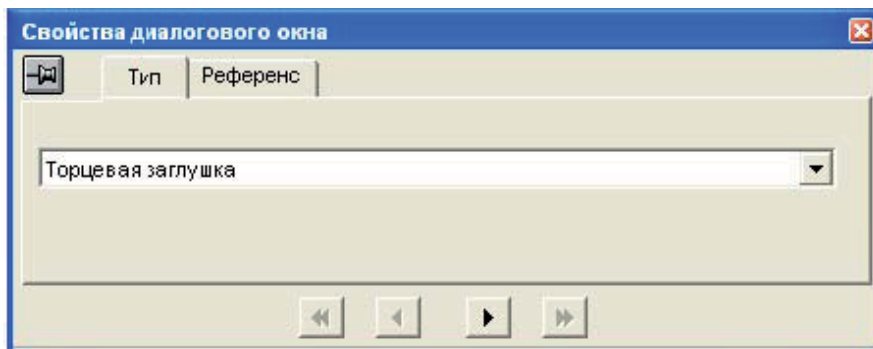 Свойства диалогового окна
Тип
Референс
Торцевая заглушка